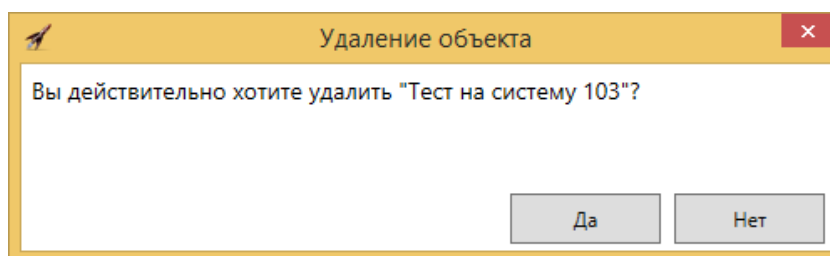 Удаление объекта
Вы действительно хотите удалить "Тест на систему 103"?
Да Нет